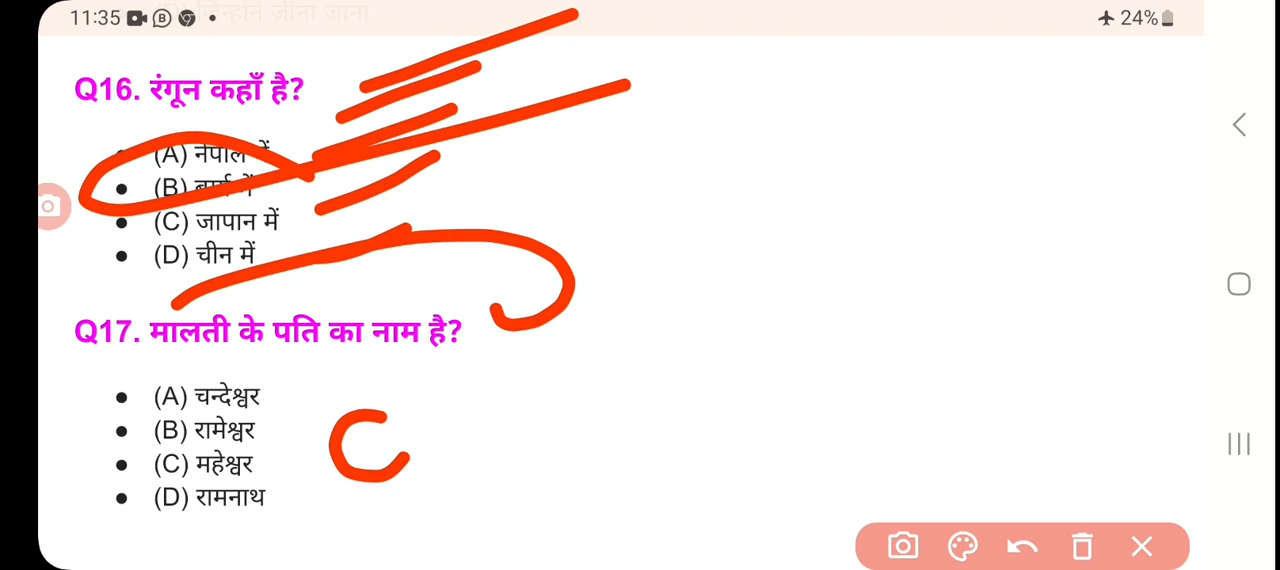 (D) जिन्होंने जीना जाना
11:35
24%
Q16. रंगून कहाँ है?
(A) नेपाल में
(B) में
(C) जापान में
(D) चीन में
Q17. मालती के पति का नाम है?
(A) चन्देश्वर
(B) रामेश्वर
(C) महेश्वर
(D) रामनाथ
C